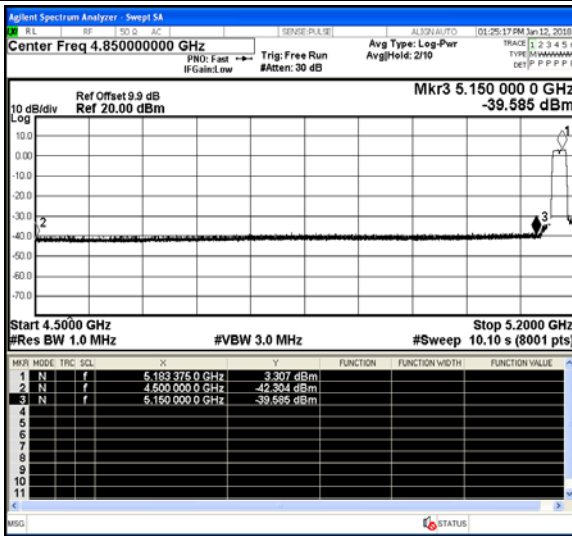 Agilent Spectrum Analyzer - Swept SA
RL RF 50 Ω AC SENSE:PULSE ALIGNAUTO 01:25:17 PM Jan 12, 2018
Center Freq 4.850000000 GHz
PNO: Fast
IFGain:Low
Trig: Free Run
#Atten: 30 dB
Avg Type: Log-Pwr
Avg|Hold: 2/10
TRACE 1 2 3 4 5
TYPE
DET P P P P P
Ref Offset 9.9 dB
Ref 20.00 dBm
10 dB/div
Log
Mkr3 5.150 000 0 GHz
-39.585 dBm
10.0
0.00
-10.0
-20.0
-30.0
-40.0
-50.0
-60.0
-70.0
1
2
3
Start 4.5000 GHz
Stop 5.2000 GHz
#Res BW 1.0 MHz
#VBW 3.0 MHz
#Sweep 10.10 s (8001 pts)
MKR MODE TRC SCL X Y FUNCTION FUNCTION WIDTH FUNCTION VALUE
1 N f 5.183 375 0 GHz 3.307 dBm
2 N f 4.500 000 0 GHz -42.304 dBm
3 N f 5.150 000 0 GHz -39.585 dBm
4
5
6
7
8
9
10
11
MSG
STATUS